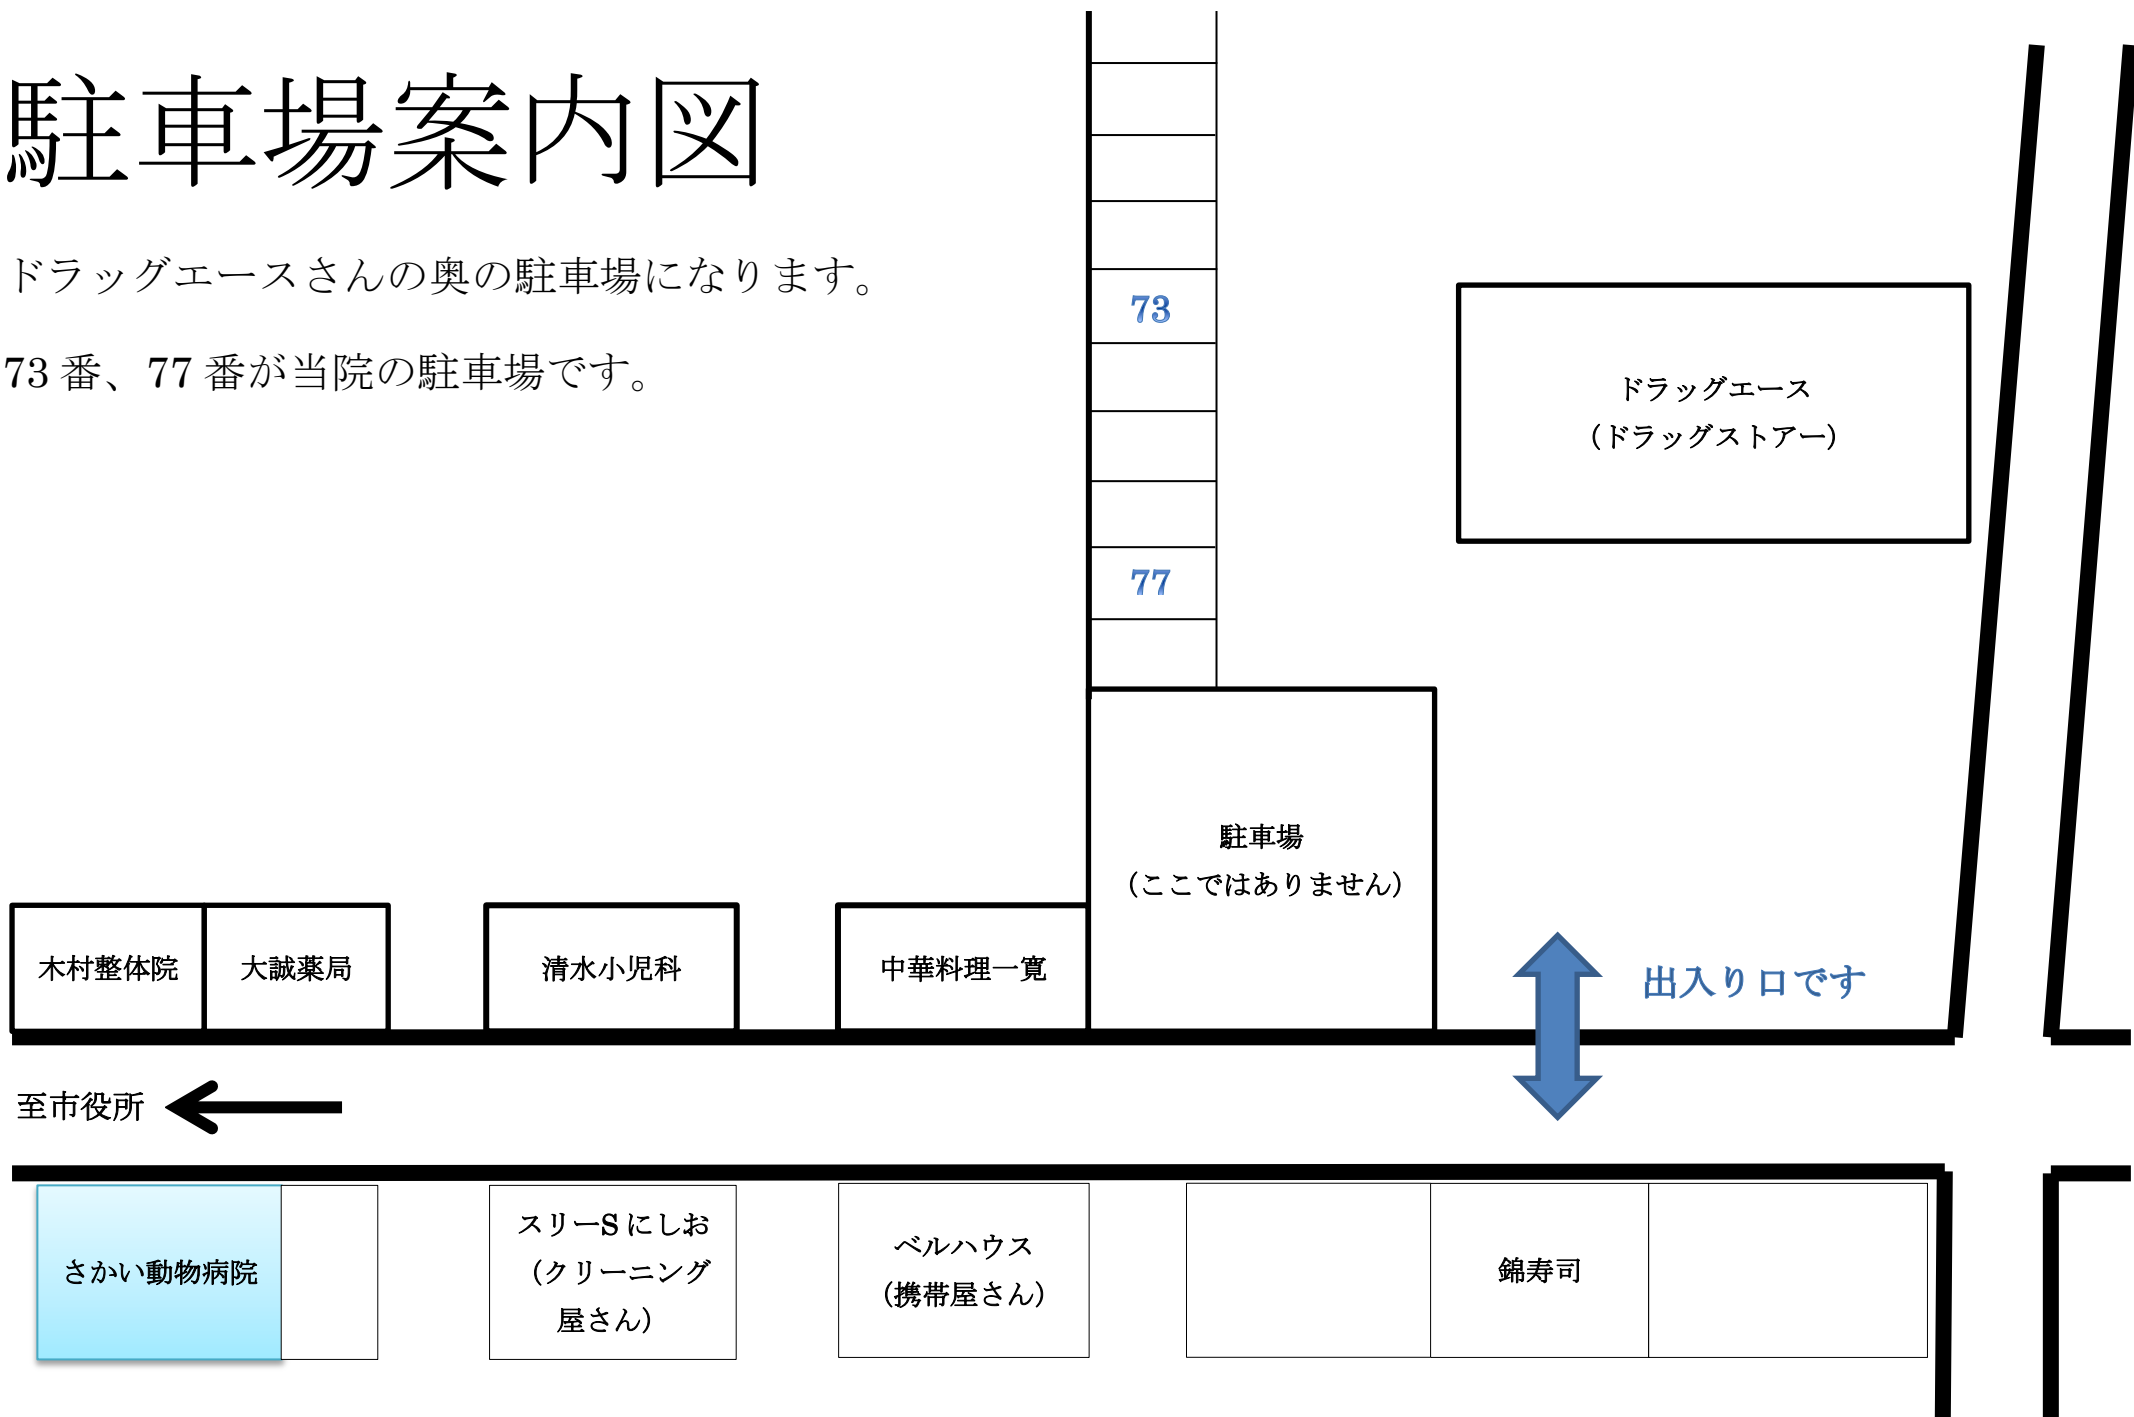 駐車場案内図
ドラッグエースさんの奥の駐車場になります。
73番、77番が当院の駐車場です。
73
77
ドラッグエース
（ドラッグストアー）
駐車場
（ここではありません）
出入り口です
木村整体院
大誠薬局
清水小児科
中華料理一寛
至市役所
さかい動物病院
スリーSにしお
（クリーニング
屋さん）
ベルハウス
（携帯屋さん）
錦寿司